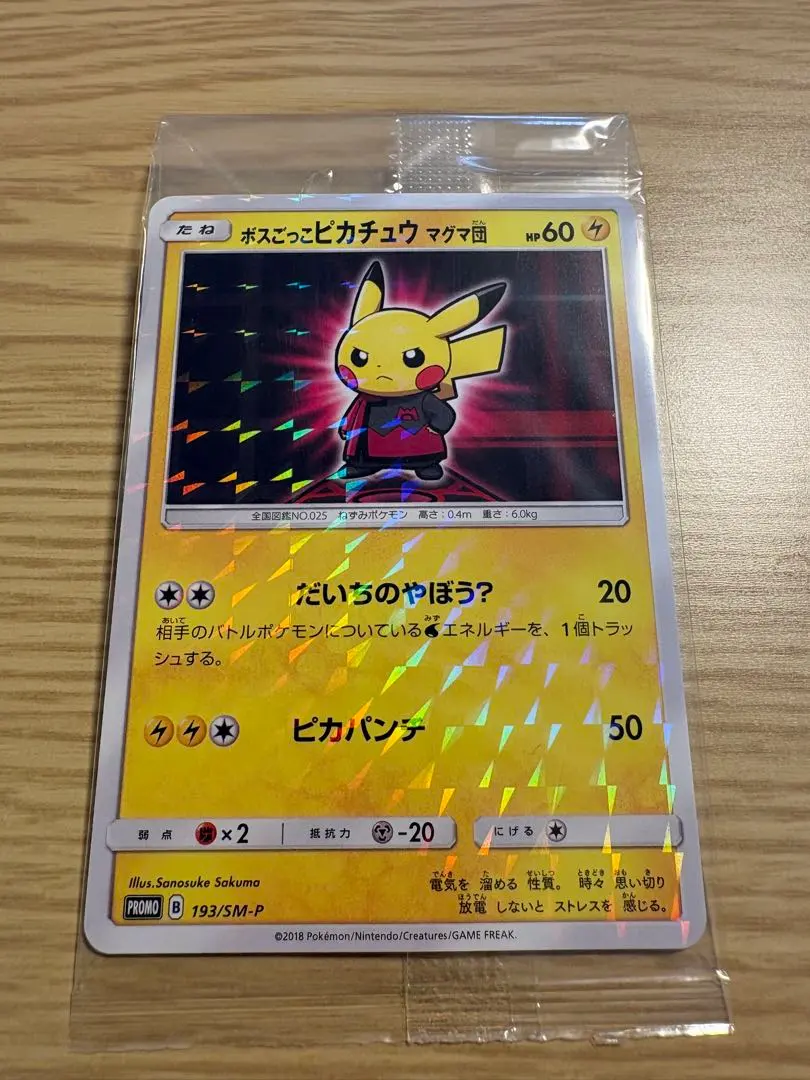 たね ボスごっこピカチュウ マグマ団 HP60
全国図鑑NO.025 ねずみポケモン 高さ：0.4m 重さ：6.0kg
だいちのやぼう? 20
相手のバトルポケモンについているエネルギーを、1個トラッ
シュする。
ピカパンチ 50
弱点 ×2 抵抗力 -20 にげる
Illus.Sanosuke Sakuma
電気を 溜める 性質。 時々 思い切り
放電 しないと ストレスを 感じる。
PROMO B 193/SM-P
©2018 Pokémon/Nintendo/Creatures/GAME FREAK.